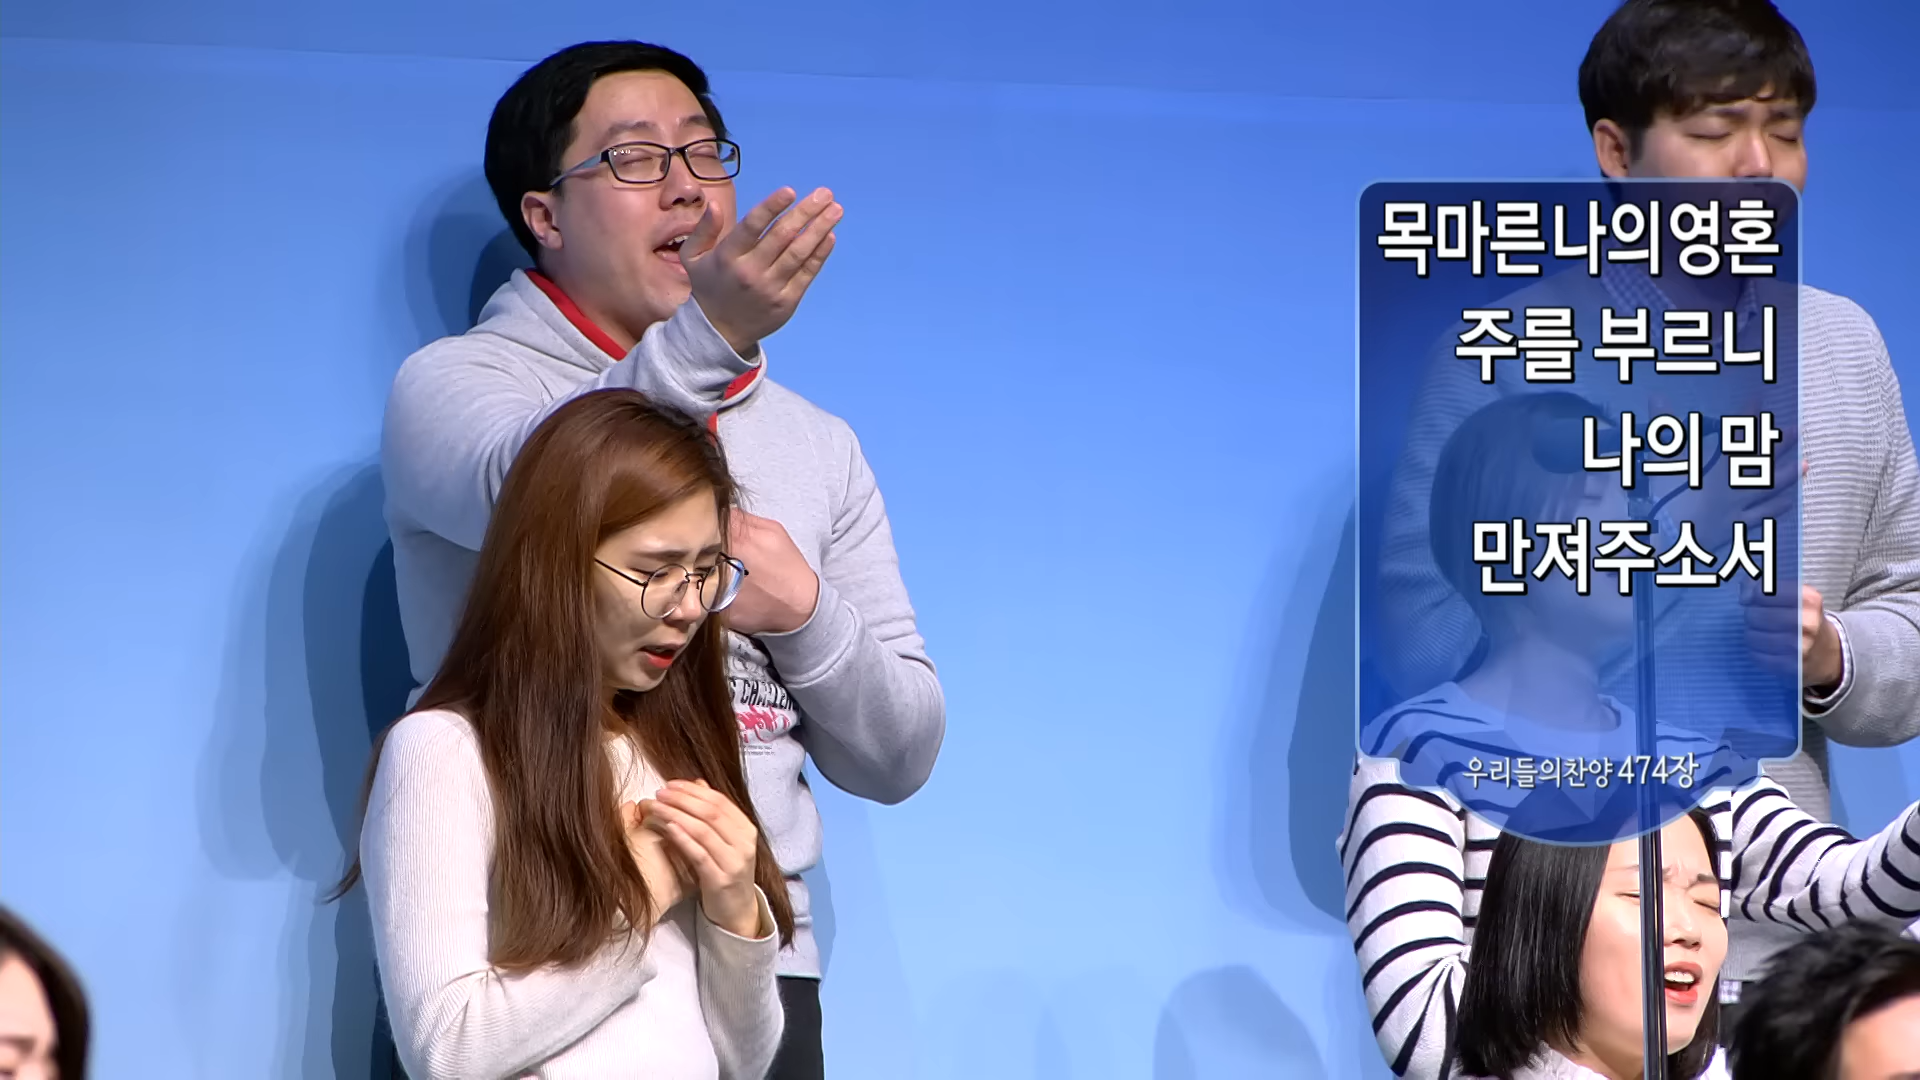 목마른 나의 영혼
주를 부르니
나의 맘
만져주소서
우리들의찬양 474장